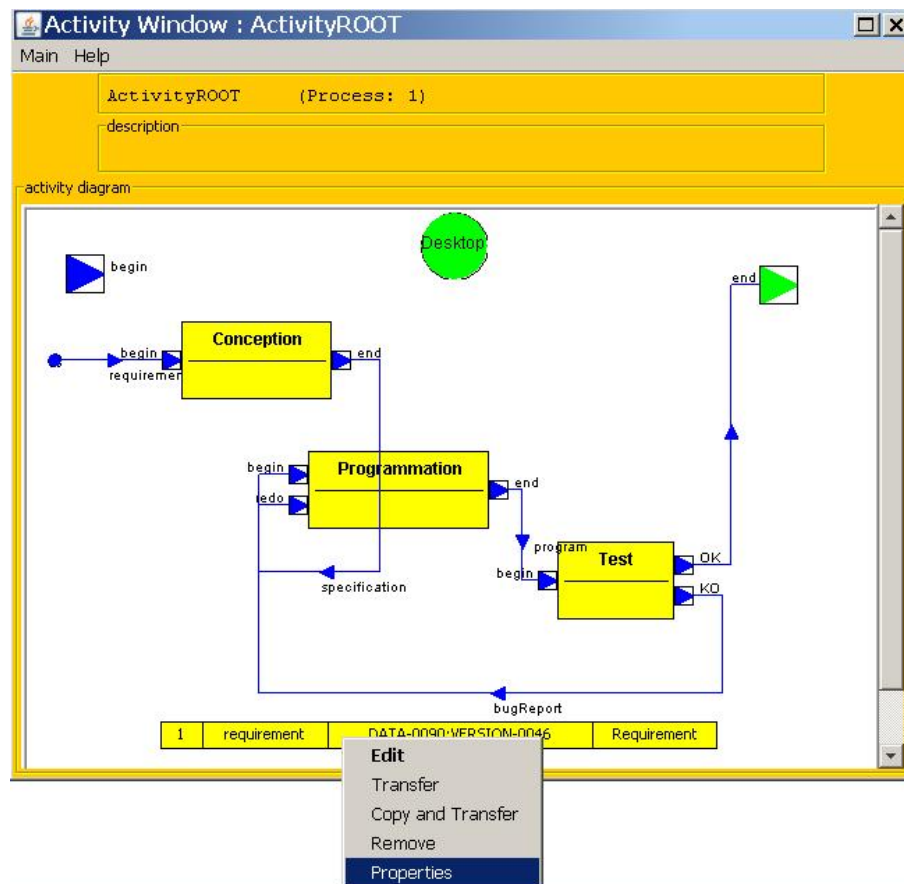 Activity Window : ActivityROOT
Main Help
ActivityROOT (Process: 1)
description
activity diagram
Desktop
begin
end
Conception
begin
end
requiremen
Programmation
begin
end
redo
program
Test
OK
begin
specification
KO
bugReport
1 requirement DATA-0090:VERSION-0046 Requirement
Edit
Transfer
Copy and Transfer
Remove
Properties